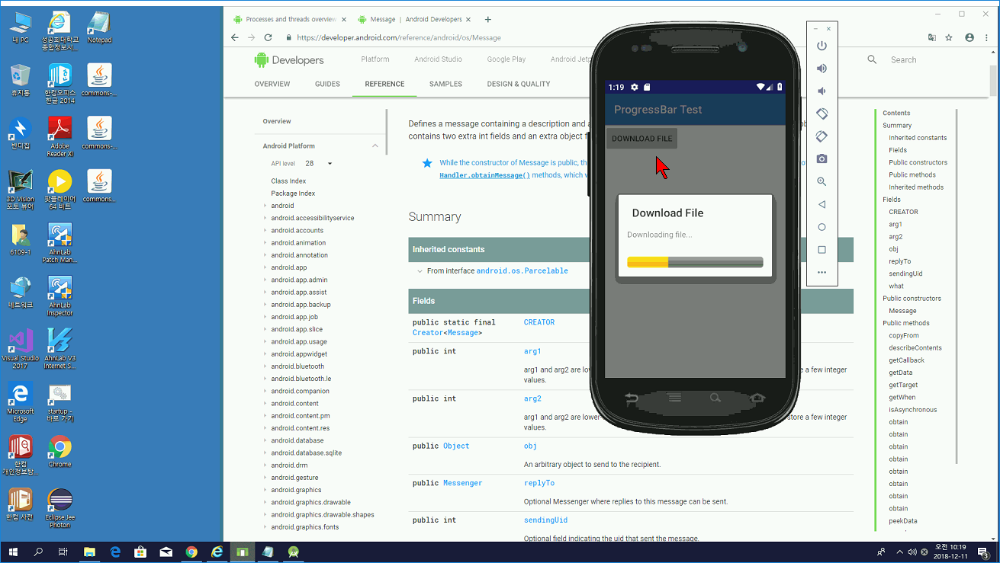 내 PC
성공회대학교
종합정보시...
Notepad
휴지통
한컴오피스
한글 2014
commons-...
반디집
Adobe
Reader XI
commons-...
3D Vision
포토 뷰어
팟플레이어
64 비트
commons...
6109-1
AhnLab
Patch Man...
네트워크
AhnLab
Inspector
Visual Studio
2017
AhnLab V3
Internet S...
Microsoft
Edge
startup -
바로 가기
한컴
개인정보탐...
Chrome
한컴 사전
Eclipse Jee
Photon
Processes and threads overview
Message | Android Developers
https://developer.android.com/reference/android/os/Message
Developers
Platform
Android Studio
Google Play
Android Jetp
Search
OVERVIEW
GUIDES
REFERENCE
SAMPLES
DESIGN & QUALITY
Overview
Android Platform
API level 28
Class Index
Package Index
android
android.accessibilityservice
android.accounts
android.animation
android.annotation
android.app
android.app.admin
android.app.assist
android.app.backup
android.app.job
android.app.slice
android.app.usage
android.appwidget
android.bluetooth
android.bluetooth.le
android.companion
android.content
android.content.pm
android.content.res
android.database
android.database.sqlite
android.drm
android.gesture
android.graphics
android.graphics.drawable
android.graphics.drawable.shapes
android.graphics.fonts
Defines a message containing a description and a
contains two extra int fields and an extra object f
While the constructor of Message is public, th
Handler.obtainMessage() methods, which
Summary
Inherited constants
From interface android.os.Parcelable
Fields
public static final
Creator<Message>
CREATOR
public int
arg1
arg1 and arg2 are lo
e a few integer
values.
public int
arg2
arg1 and arg2 are lower-
store a few integer
values.
public Object
obj
An arbitrary object to send to the recipient.
public Messenger
replyTo
Optional Messenger where replies to this message can be sent.
public int
sendingUid
Optional field indicating the uid that sent the message.
1:19
ProgressBar Test
DOWNLOAD FILE
Download File
Downloading file...
Contents
Summary
Inherited constants
Fields
Public constructors
Public methods
Inherited methods
Fields
CREATOR
arg1
arg2
obj
replyTo
sendingUid
what
Public constructors
Message
Public methods
copyFrom
describeContents
getCallback
getData
getTarget
getWhen
isAsynchronous
obtain
obtain
obtain
obtain
obtain
obtain
obtain
obtain
peekData
오전 10:19
2018-12-11
3